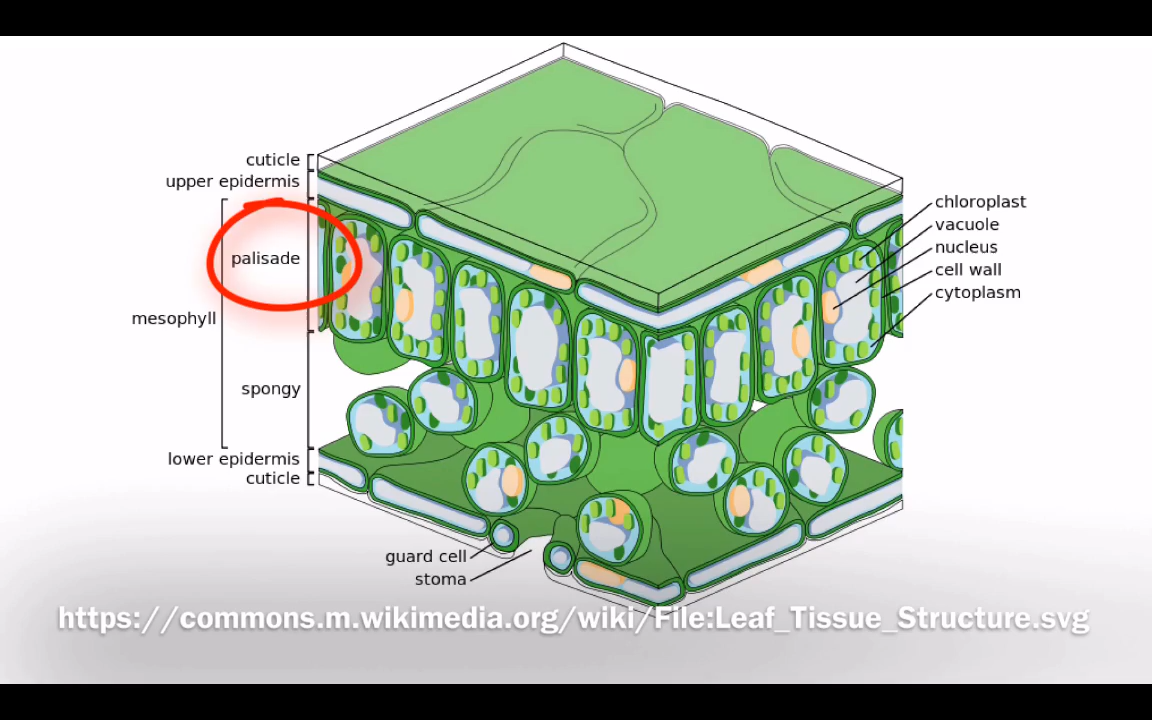 cuticle
upper epidermis
palisade
mesophyll
spongy
lower epidermis
cuticle
chloroplast
vacuole
nucleus
cell wall
cytoplasm
guard cell
stoma
https://commons.m.wikimedia.org/wiki/File:Leaf_Tissue_Structure.svg